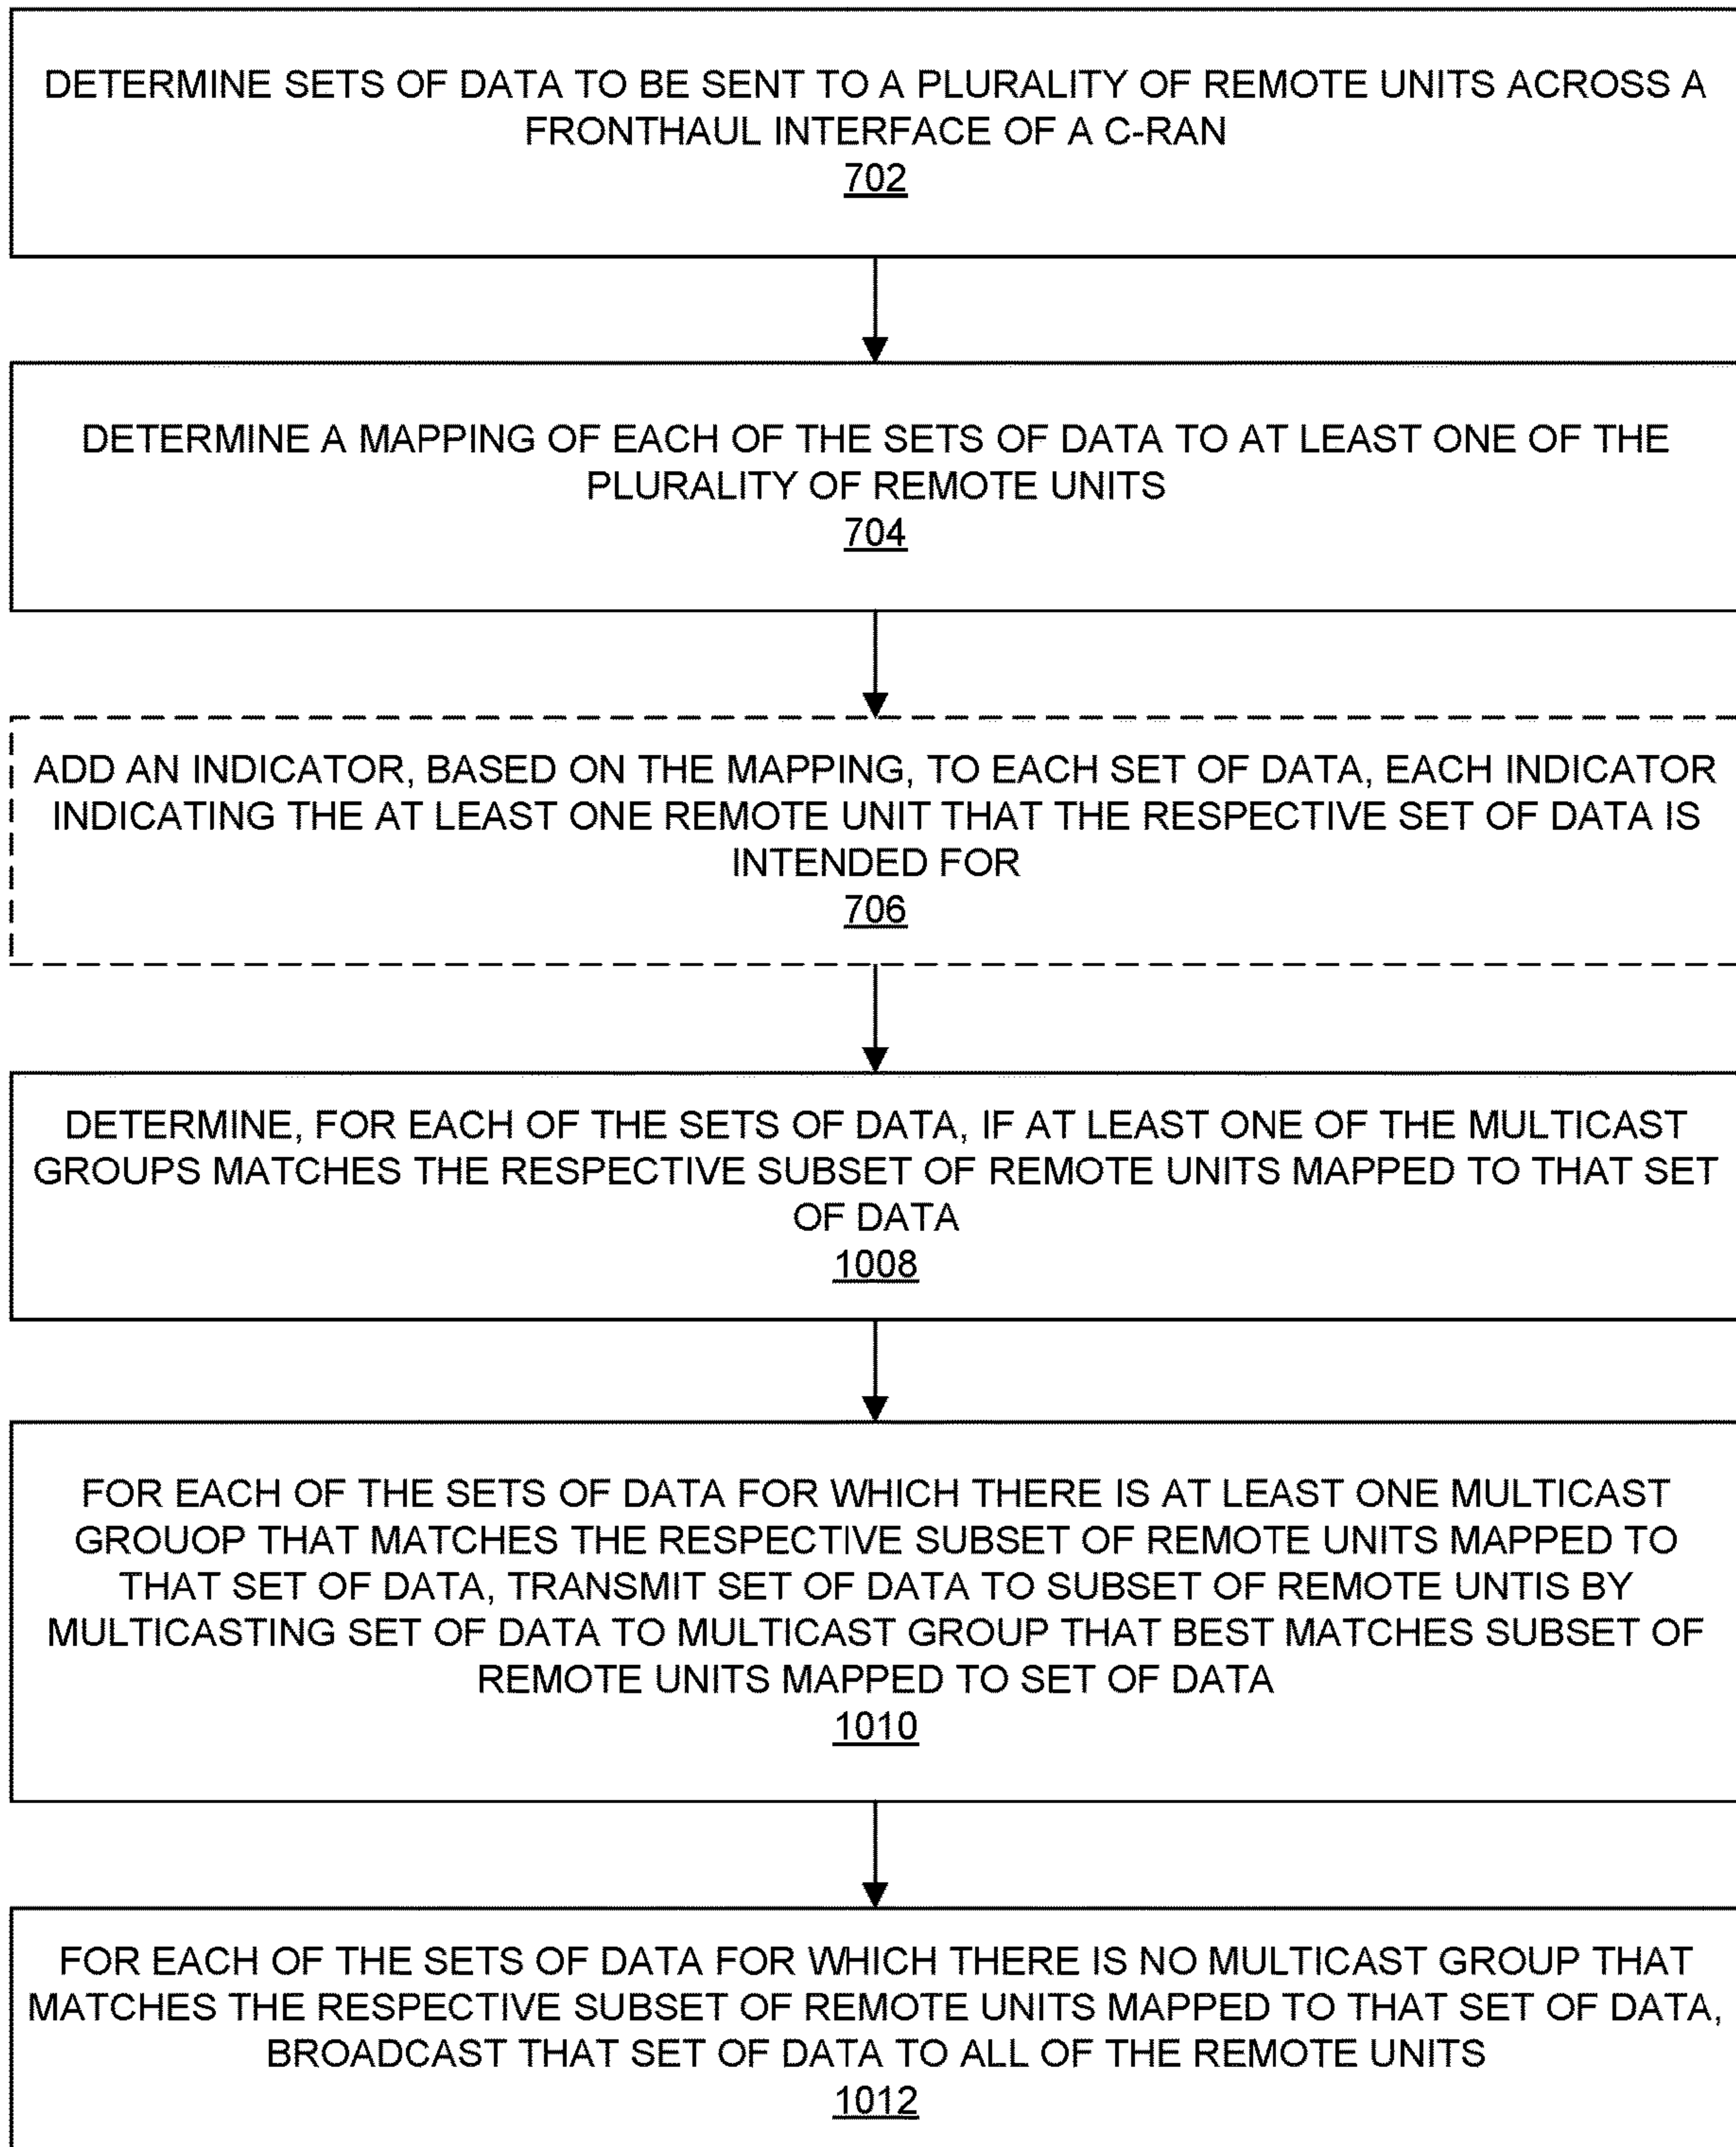 DETERMINE SETS OF DATA TO BE SENT TO A PLURALITY OF REMOTE UNITS ACROSS A
FRONTHAUL INTERFACE OF A C-RAN
702
DETERMINE A MAPPING OF EACH OF THE SETS OF DATA TO AT LEAST ONE OF THE
PLURALITY OF REMOTE UNITS
704
ADD AN INDICATOR, BASED ON THE MAPPING, TO EACH SET OF DATA, EACH INDICATOR
INDICATING THE AT LEAST ONE REMOTE UNIT THAT THE RESPECTIVE SET OF DATA IS
INTENDED FOR
706
DETERMINE, FOR EACH OF THE SETS OF DATA, IF AT LEAST ONE OF THE MULTICAST
GROUPS MATCHES THE RESPECTIVE SUBSET OF REMOTE UNITS MAPPED TO THAT SET
OF DATA
1008
FOR EACH OF THE SETS OF DATA FOR WHICH THERE IS AT LEAST ONE MULTICAST
GROUOP THAT MATCHES THE RESPECTIVE SUBSET OF REMOTE UNITS MAPPED TO
THAT SET OF DATA, TRANSMIT SET OF DATA TO SUBSET OF REMOTE UNTIS BY
MULTICASTING SET OF DATA TO MULTICAST GROUP THAT BEST MATCHES SUBSET OF
REMOTE UNITS MAPPED TO SET OF DATA
1010
FOR EACH OF THE SETS OF DATA FOR WHICH THERE IS NO MULTICAST GROUP THAT
MATCHES THE RESPECTIVE SUBSET OF REMOTE UNITS MAPPED TO THAT SET OF DATA,
BROADCAST THAT SET OF DATA TO ALL OF THE REMOTE UNITS
1012